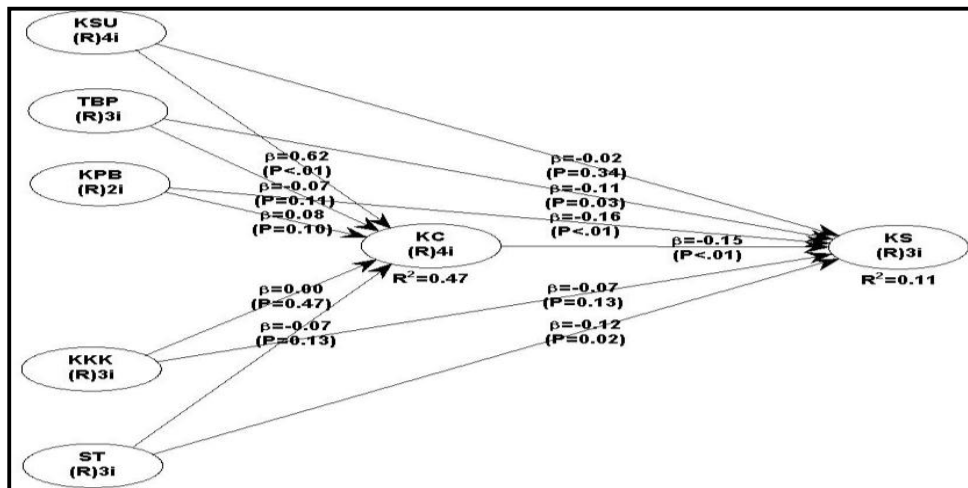 KSU
(R)4i
TBP
(R)3i
KPB
(R)2i
β=0.62
(P<.01)
β=-0.07
(P=0.11)
β=0.08
(P=0.10)
β=-0.02
(P=0.34)
β=-0.11
(P=0.03)
β=-0.16
(P<.01)
KC
(R)4i
R²=0.47
β=-0.15
(P<.01)
KS
(R)3i
R²=0.11
β=0.00
(P=0.47)
β=-0.07
(P=0.13)
β=-0.07
(P=0.13)
β=-0.12
(P=0.02)
KKK
(R)3i
ST
(R)3i